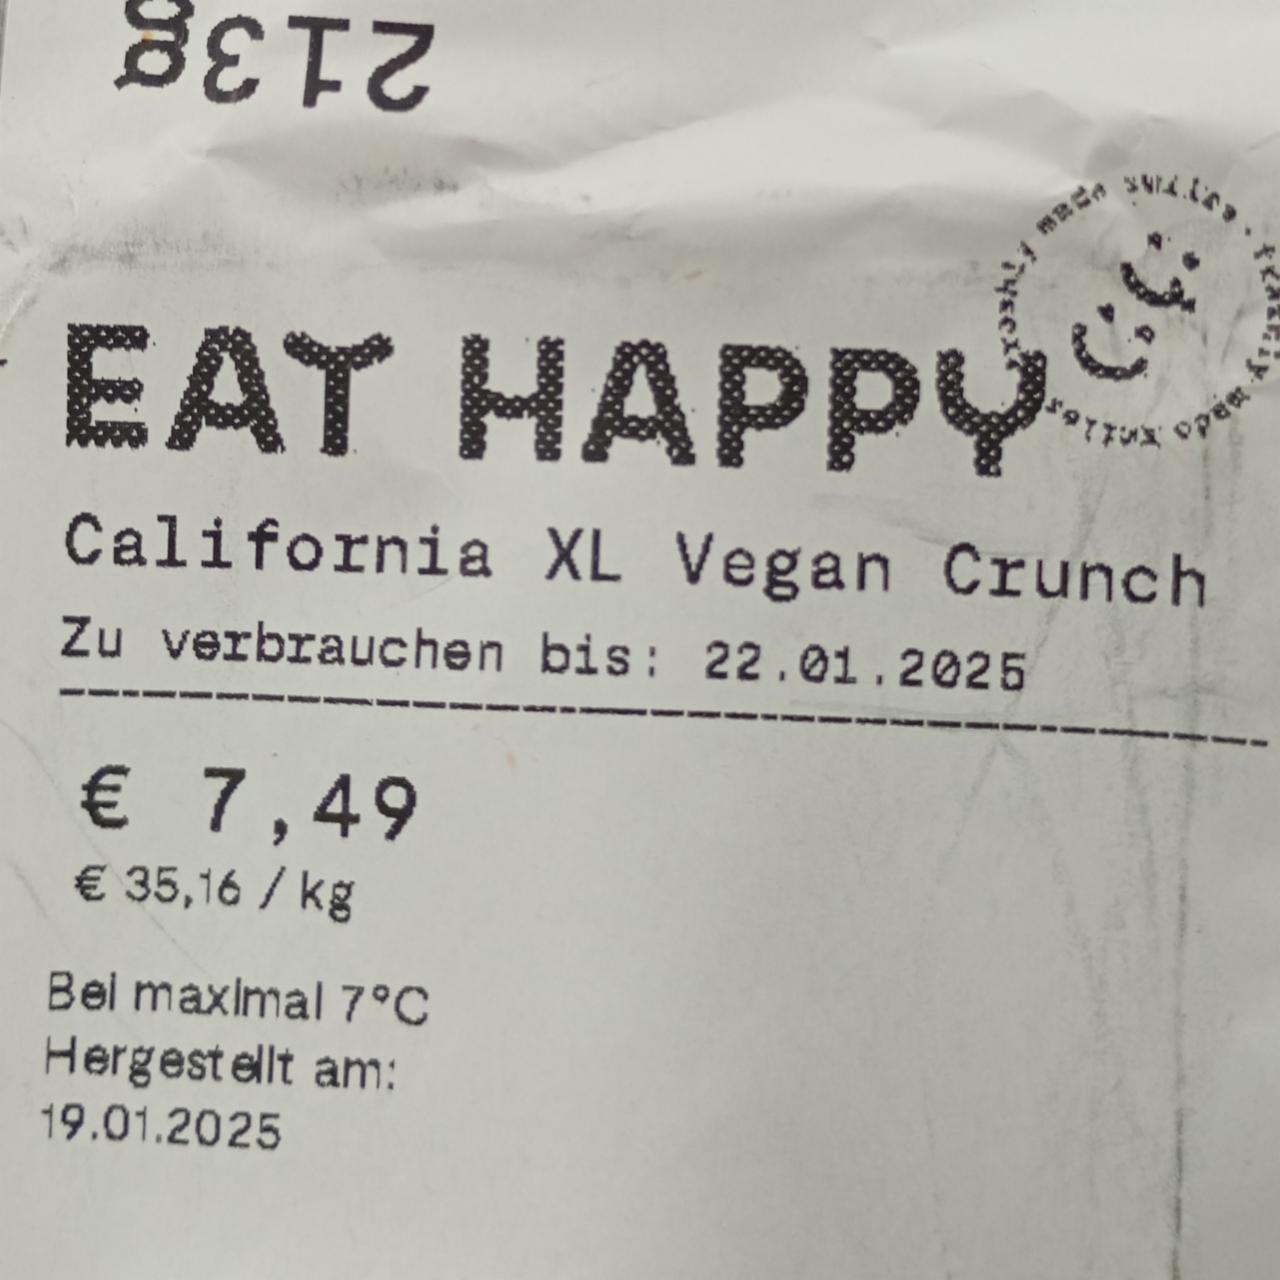 213g
EAT HAPPY
California XL Vegan Crunch
Zu verbrauchen bis: 22.01.2025
€ 7,49
€ 35,16 / kg
Bei maximal 7°C
Hergestellt am:
19.01.2025